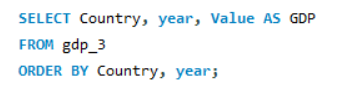 SELECT Country, year, Value AS GDP
FROM gdp_3
ORDER BY Country, year;